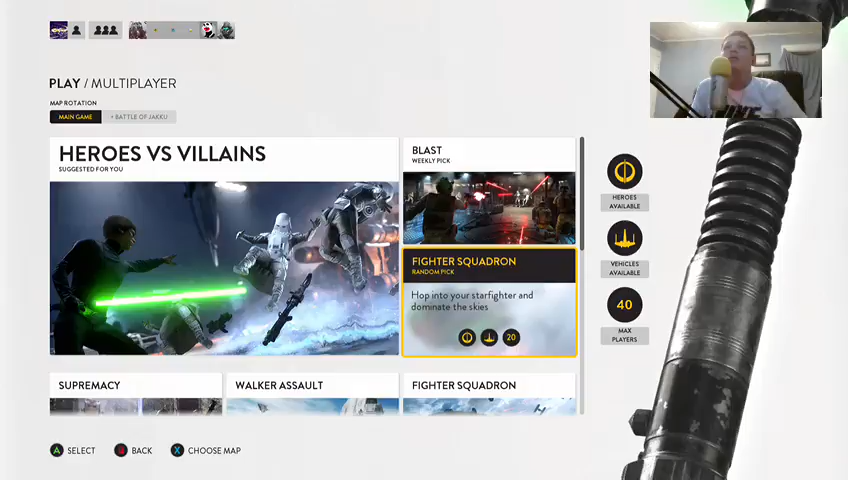 PLAY / MULTIPLAYER
MAP ROTATION
MAIN GAME
+ BATTLE OF JAKKU
HEROES VS VILLAINS
SUGGESTED FOR YOU
BLAST
WEEKLY PICK
FIGHTER SQUADRON
RANDOM PICK
Hop into your starfighter and
dominate the skies
20
HEROES
AVAILABLE
VEHICLES
AVAILABLE
40
MAX
PLAYERS
SUPREMACY
WALKER ASSAULT
FIGHTER SQUADRON
A SELECT
B BACK
X CHOOSE MAP